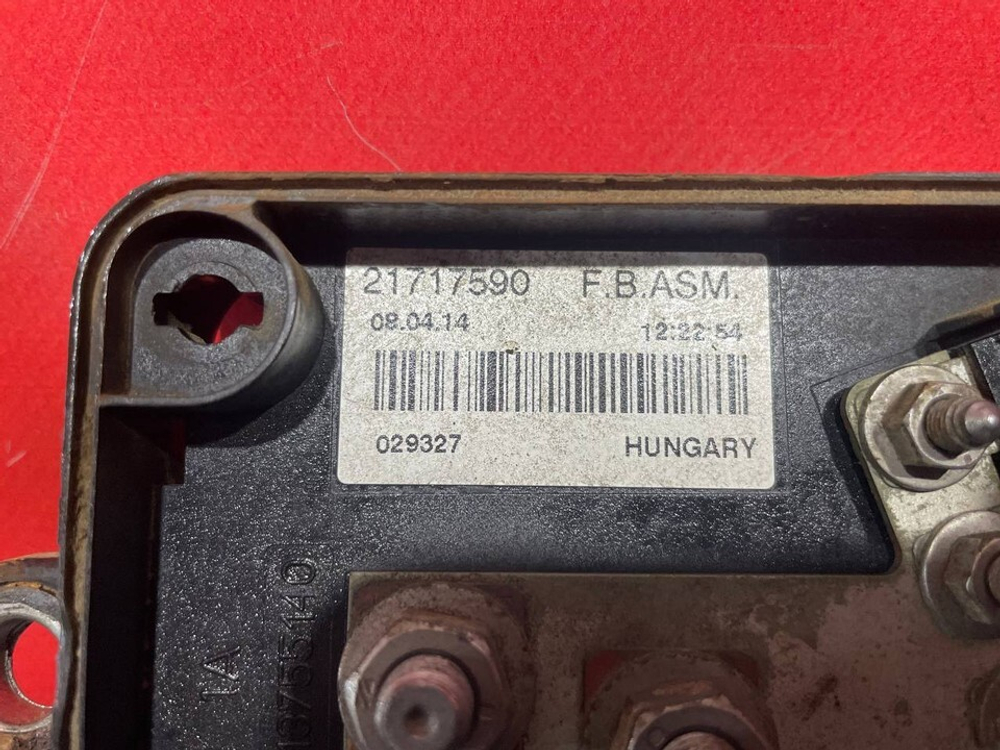 21717590 F.B.ASM.
08.04.14 12:22:54
029327 HUNGARY
1A